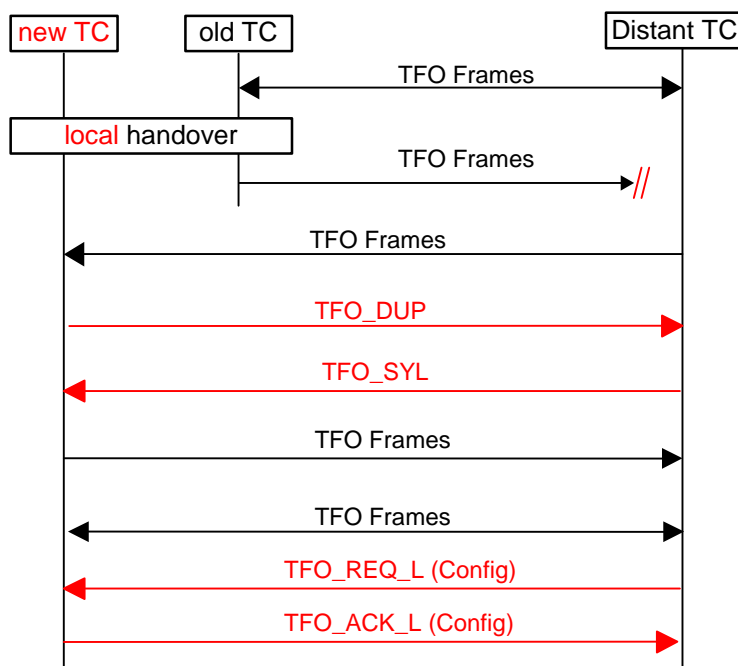 new TC
old TC
Distant TC
TFO Frames
local handover
TFO Frames
TFO Frames
TFO_DUP
TFO_SYL
TFO Frames
TFO Frames
TFO_REQ_L (Config)
TFO_ACK_L (Config)